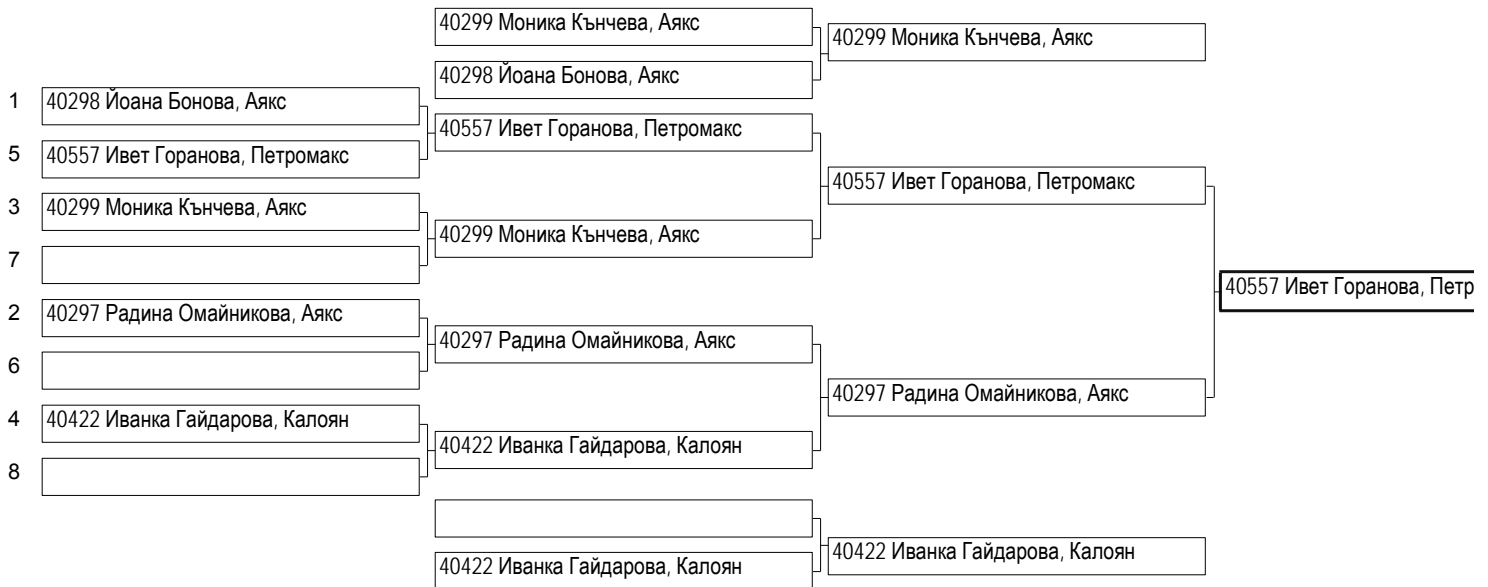 40299 Моника Кънчева, Аякс
40299 Моника Кънчева, Аякс
40298 Йоана Бонова, Аякс
1 40298 Йоана Бонова, Аякс
40557 Ивет Горанова, Петромакс
5 40557 Ивет Горанова, Петромакс
40557 Ивет Горанова, Петромакс
3 40299 Моника Кънчева, Аякс
40299 Моника Кънчева, Аякс
7
40557 Ивет Горанова, Петр
2 40297 Радина Омайникова, Аякс
40297 Радина Омайникова, Аякс
6
40297 Радина Омайникова, Аякс
4 40422 Иванка Гайдарова, Калоян
40422 Иванка Гайдарова, Калоян
8
40422 Иванка Гайдарова, Калоян
40422 Иванка Гайдарова, Калоян